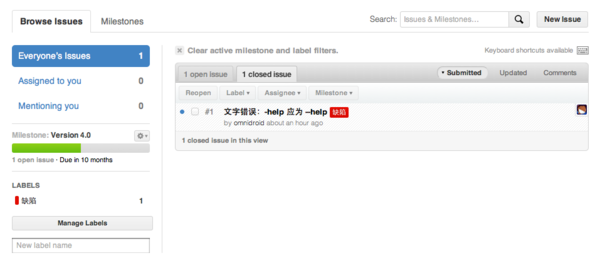 Browse Issues
Milestones
Search:
Issues & Milestones...
New Issue
Everyone's Issues 1
Assigned to you 0
Mentioning you 0
Milestone: Version 4.0
1 open issue · Due in 10 months
LABELS
缺陷 1
Manage Labels
New label name
Clear active milestone and label filters.
Keyboard shortcuts available
1 open issue
1 closed issue
Submitted
Updated
Comments
Reopen
Label
Assignee
Milestone
#1 文字错误:-help 应为 --help 缺陷
by omnidroid about an hour ago
1 closed issue in this view